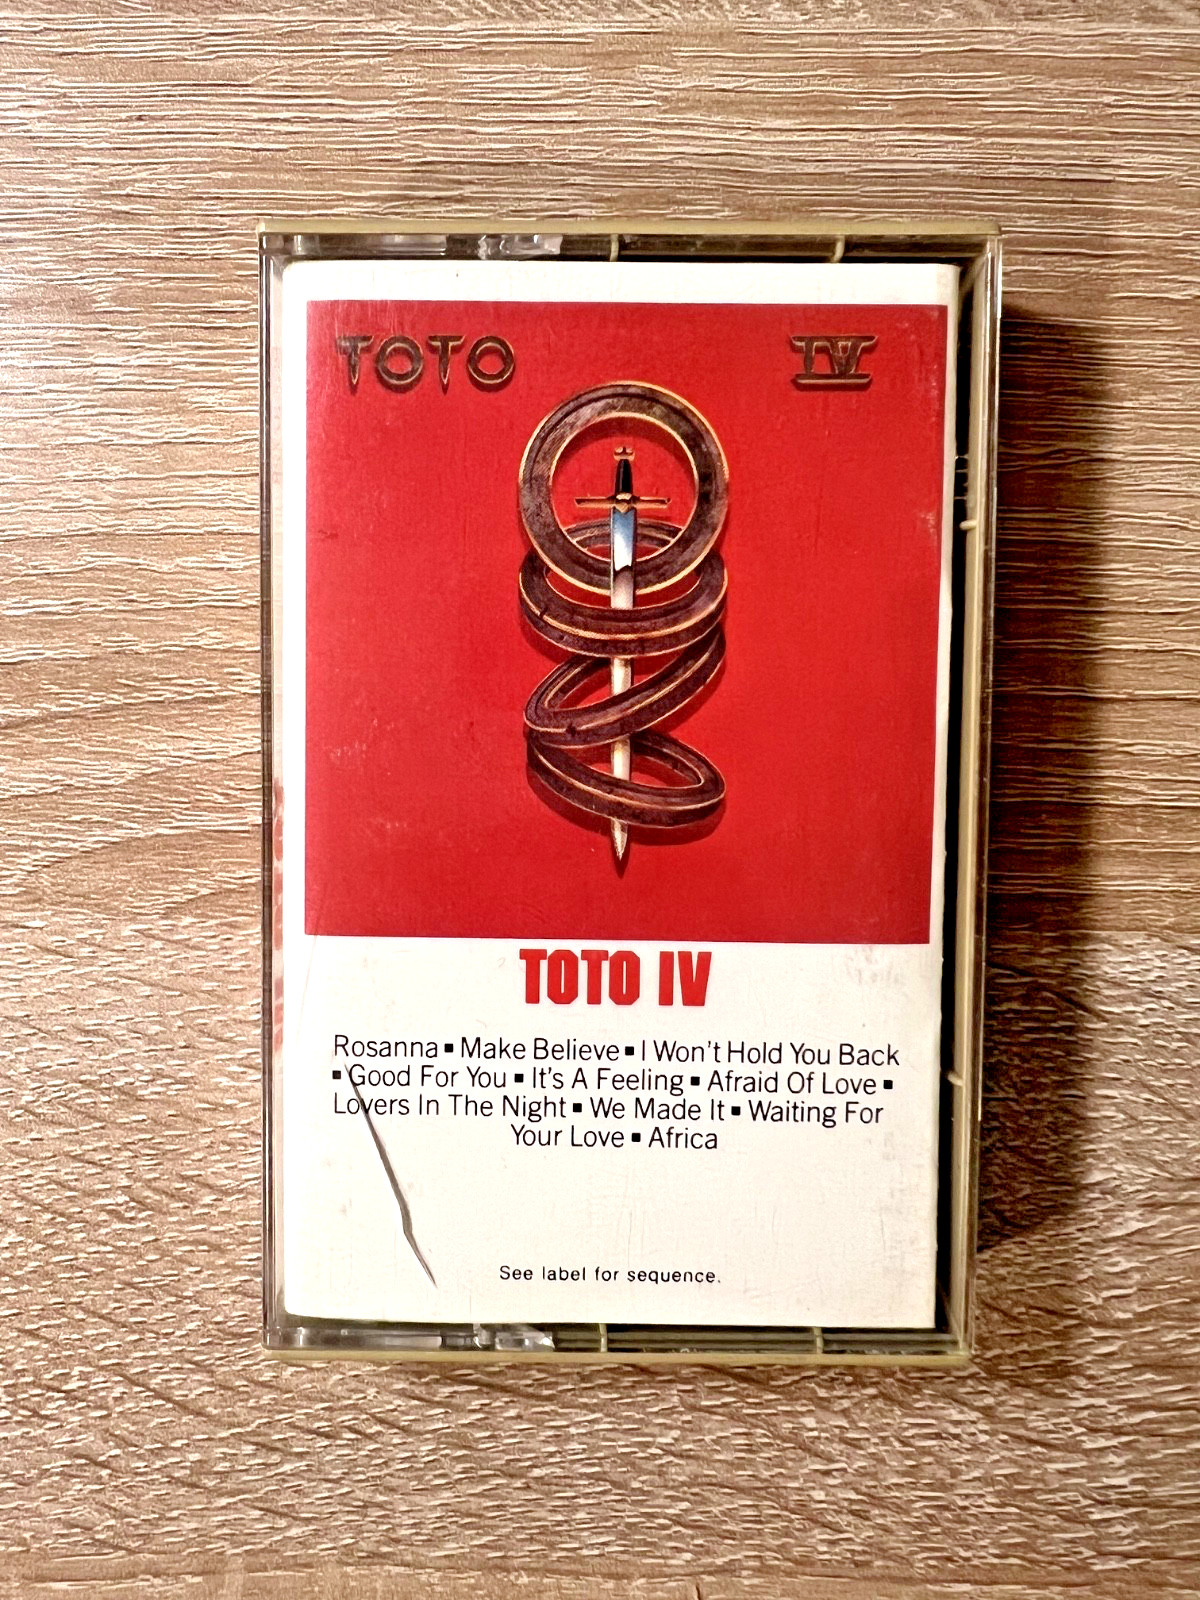 TOTO IV
TOTO IV
Rosanna ▪ Make Believe ▪ I Won't Hold You Back
▪ Good For You ▪ It's A Feeling ▪ Afraid Of Love ▪
Lovers In The Night ▪ We Made It ▪ Waiting For
Your Love ▪ Africa
See label for sequence.